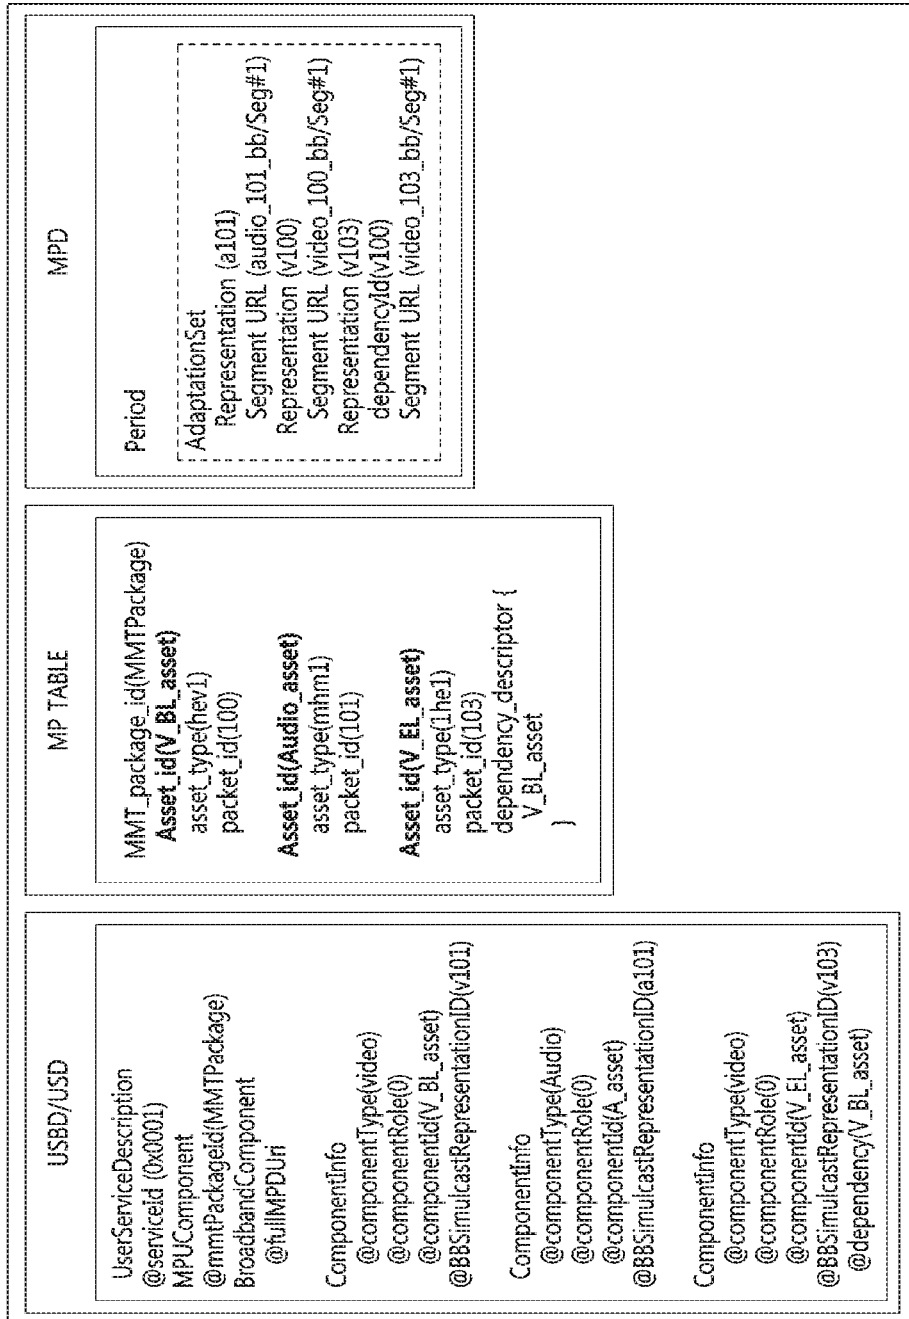 USBD/USD
UserServiceDescription
@serviceid (0x0001)
MPUComponent
@mmtPackageId(MMTPackage)
BroadbandComponent
@fullMPDUri
ComponentInfo
@componentType(video)
@componentRole(0)
@componentId(V_BL_asset)
@BBSimulcastRepresentationID(v101)
ComponentInfo
@componentType(Audio)
@componentRole(0)
@componentId(A_asset)
@BBSimulcastRepresentationID(a101)
ComponentInfo
@componentType(video)
@componentRole(0)
@componentId(V_EL_asset)
@BBSimulcastRepresentationID(v103)
@dependency(V_BL_asset)
MP TABLE
MMT_package_id(MMTPackage)
Asset_id(V_BL_asset)
asset_type(hev1)
packet_id(100)
Asset_id(Audio_asset)
asset_type(mhm1)
packet_id(101)
Asset_id(V_EL_asset)
asset_type(1he1)
packet_id(103)
dependency_descriptor {
V_BL_asset
}
MPD
Period
AdaptationSet
Representation (a101)
Segment URL (audio_101_bb/Seg#1)
Representation (v100)
Segment URL (video_100_bb/Seg#1)
Representation (v103)
dependencyId(v100)
Segment URL (video_103_bb/Seg#1)